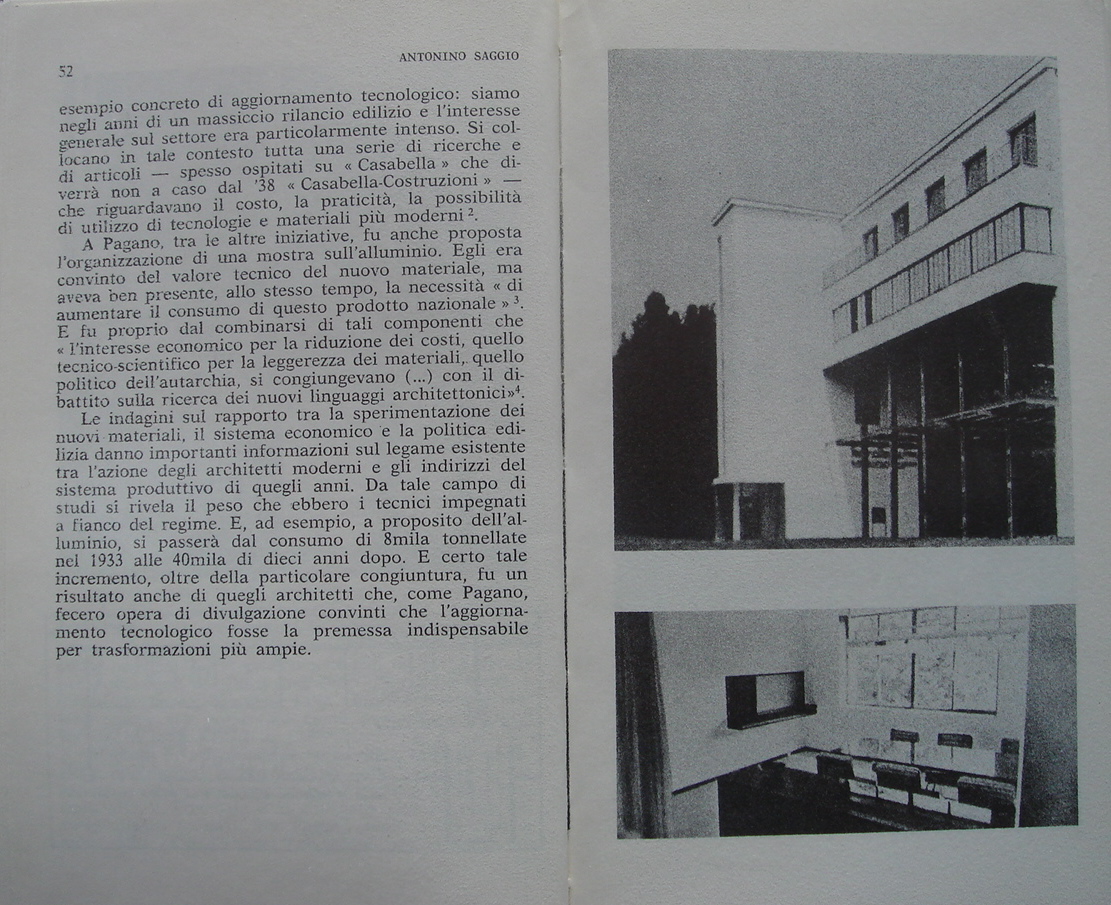 52
ANTONINO SAGGIO
esempio concreto di aggiornamento tecnologico: siamo
negli anni di un massiccio rilancio edilizio e l'interesse
generale sul settore era particolarmente intenso. Si col-
locano in tale contesto tutta una serie di ricerche e
di articoli — spesso ospitati su « Casabella » che di-
verrà non a caso dal '38 « Casabella-Costruzioni » —
che riguardavano il costo, la praticità, la possibilità
di utilizzo di tecnologie e materiali più moderni ².
A Pagano, tra le altre iniziative, fu anche proposta
l'organizzazione di una mostra sull'alluminio. Egli era
convinto del valore tecnico del nuovo materiale, ma
aveva ben presente, allo stesso tempo, la necessità « di
aumentare il consumo di questo prodotto nazionale » ³.
E fu proprio dal combinarsi di tali componenti che
« l'interesse economico per la riduzione dei costi, quello
tecnico-scientifico per la leggerezza dei materiali, quello
politico dell'autarchia, si congiungevano (...) con il di-
battito sulla ricerca dei nuovi linguaggi architettonici»⁴.
Le indagini sul rapporto tra la sperimentazione dei
nuovi materiali, il sistema economico e la politica edi-
lizia danno importanti informazioni sul legame esistente
tra l'azione degli architetti moderni e gli indirizzi del
sistema produttivo di quegli anni. Da tale campo di
studi si rivela il peso che ebbero i tecnici impegnati
a fianco del regime. E, ad esempio, a proposito dell'al-
luminio, si passerà dal consumo di 8mila tonnellate
nel 1933 alle 40mila di dieci anni dopo. E certo tale
incremento, oltre della particolare congiuntura, fu un
risultato anche di quegli architetti che, come Pagano,
fecero opera di divulgazione convinti che l'aggiorna-
mento tecnologico fosse la premessa indispensabile
per trasformazioni più ampie.